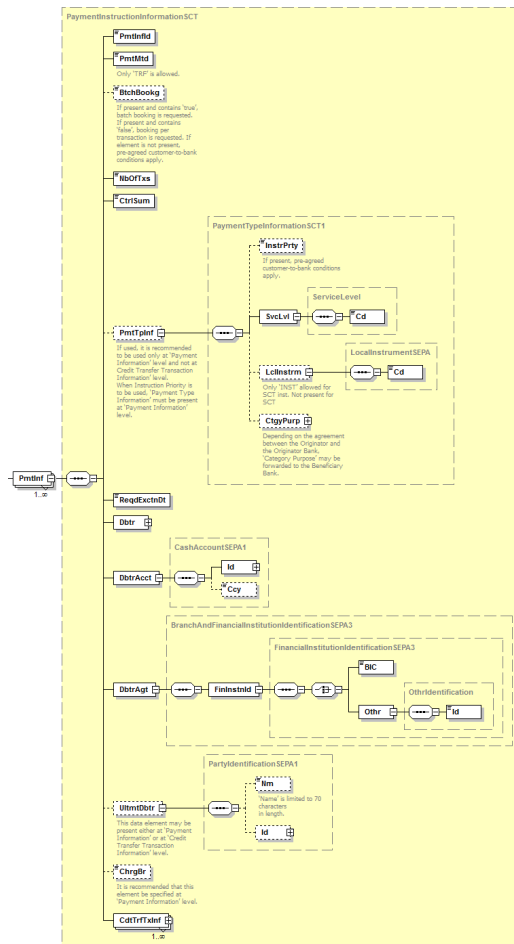 PaymentInstructionInformationSCT
PmtInfId
PmtMtd
Only 'TRF' is allowed.
BtchBookg
If present and contains 'true',
batch booking is requested.
If present and contains
'false', booking per
transaction is requested. If
element is not present,
pre-agreed customer-to-bank
conditions apply.
NbOfTxs
CtrlSum
PaymentTypeInformationSCT1
InstrPrty
If present, pre-agreed
customer-to-bank conditions
apply.
ServiceLevel
SvcLvl
Cd
PmtTpInf
If used, it is recommended
to be used only at 'Payment
Information' level and not at
Credit Transfer Transaction
Information' level.
When Instruction Priority is
to be used, 'Payment Type
Information' must be present
at 'Payment Information'
level.
LocalInstrumentSEPA
LclInstrm
Cd
Only "INST" allowed for
SCT inst. Not present for
SCT
CtgyPurp
Depending on the agreement
between the Originator and
the Originator Bank.
'Category Purpose' may be
forwarded to the Beneficiary
Bank.
PmtInf
1..∞
ReqdExctnDt
Dbtr
CashAccountSEPA1
DbtrAcct
Id
Ccy
BranchAndFinancialInstitutionIdentificationSEPA3
FinancialInstitutionIdentificationSEPA3
BIC
DbtrAgt
FinInstnId
OthrIdentification
Othr
Id
PartyIdentificationSEPA1
Nm
'Name' is limited to 70
characters
in length.
UltmtDbtr
This data element may be
present either at 'Payment
Information' or at 'Credit
Transfer Transaction
Information' level.
Id
ChrgBr
It is recommended that this
element be specified at
'Payment Information' level.
CdtTrfTxInf
1..∞